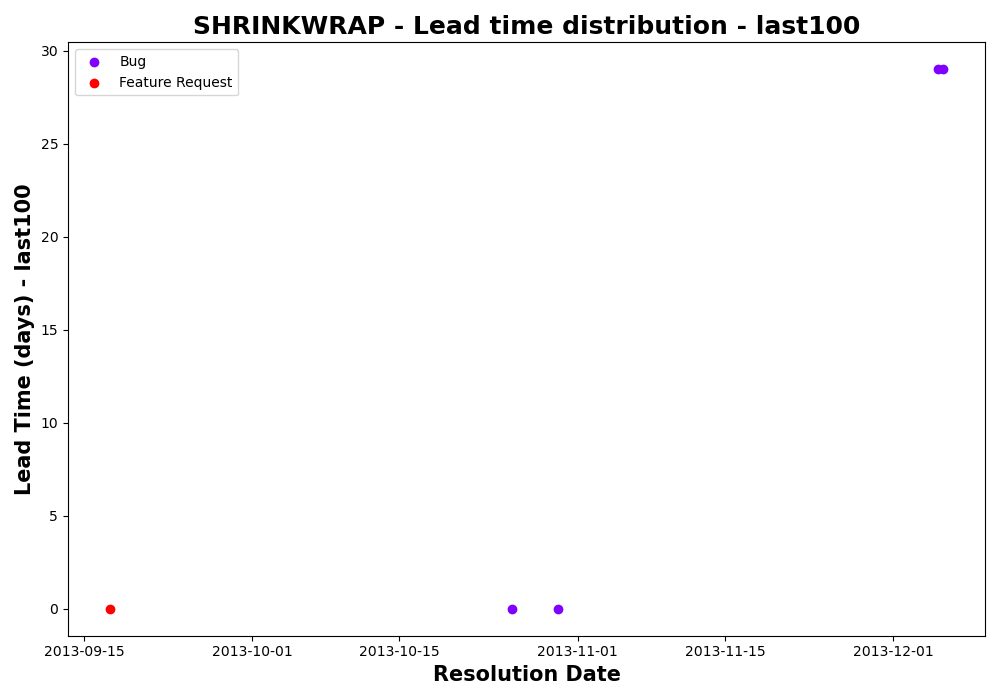 SHRINKWRAP - Lead time distribution - last100
Bug
Feature Request
30
25
20
15
10
5
0
Lead Time (days) - last100
2013-09-15 2013-10-01 2013-10-15 2013-11-01 2013-11-15 2013-12-01
Resolution Date